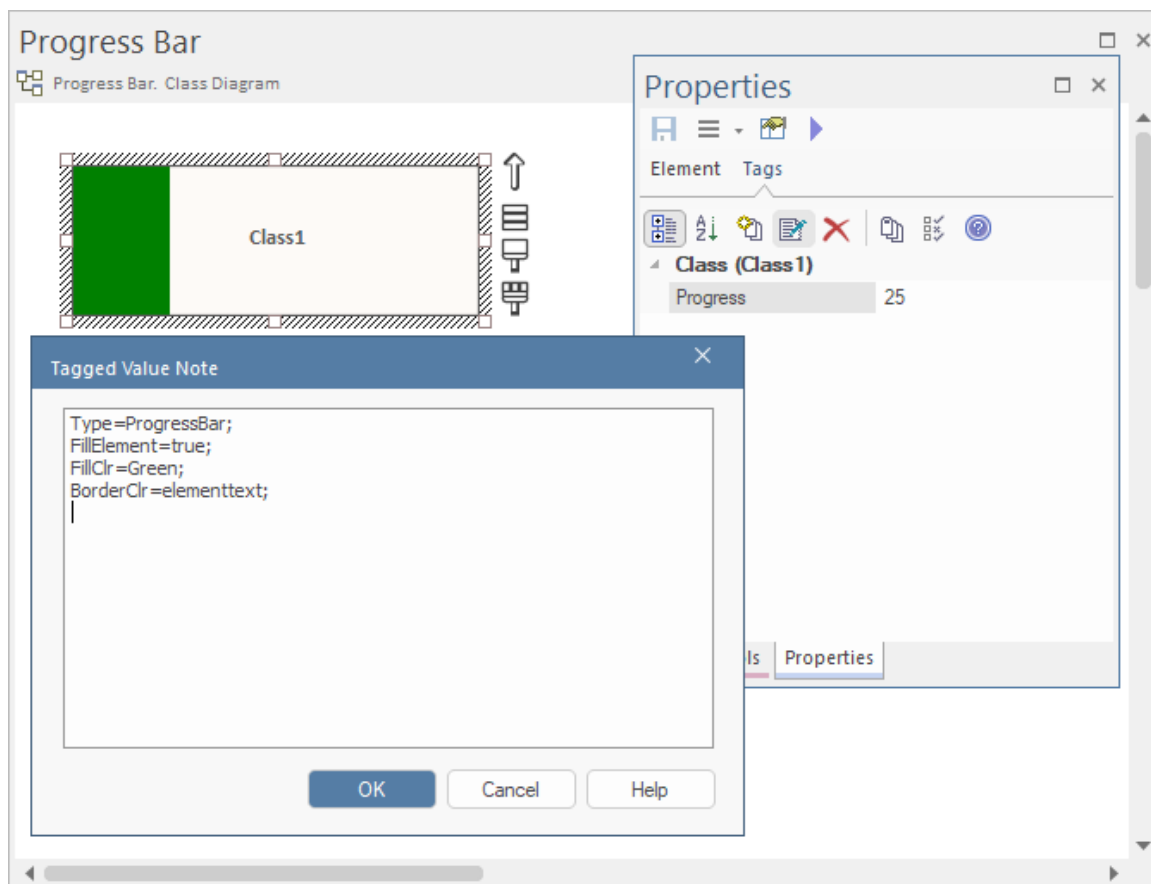 Progress Bar
Progress Bar. Class Diagram
Class1
Properties
Element Tags
Class (Class1)
Progress 25
Properties
Tagged Value Note
Type=ProgressBar;
FillElement=true;
FillClr=Green;
BorderClr=elementtext;
OK Cancel Help